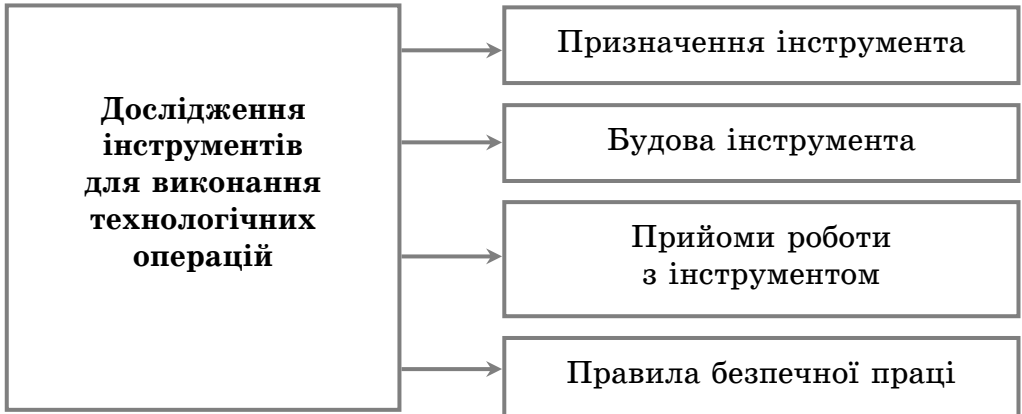 Дослідження
інструментів
для виконання
технологічних
операцій
Призначення інструмента
Будова інструмента
Прийоми роботи
з інструментом
Правила безпечної праці